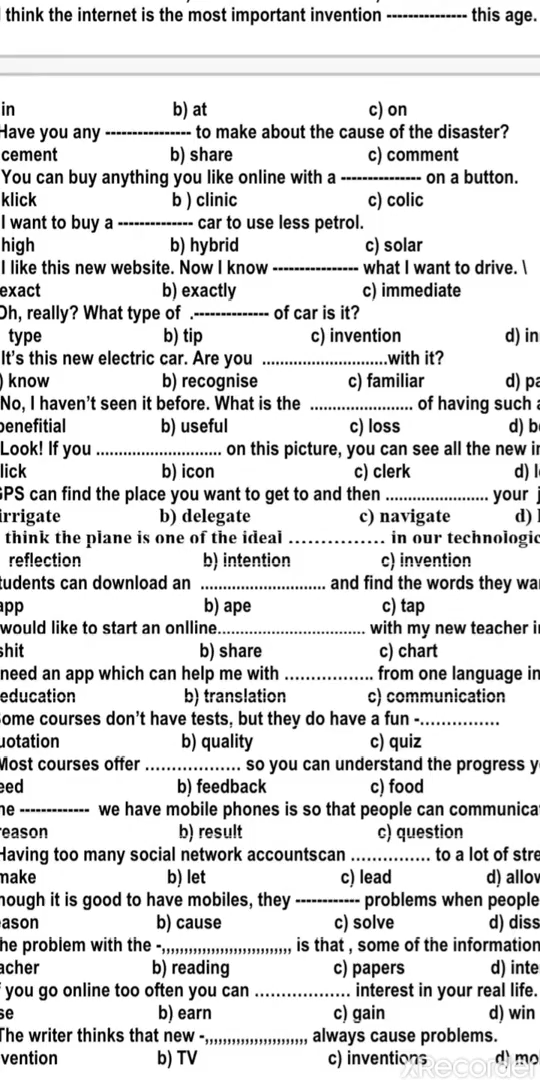 think the internet is the most important invention ---------------- this age.
in b) at c) on
Have you any ----------------- to make about the cause of the disaster?
cement b) share c) comment
You can buy anything you like online with a ---------------- on a button.
klick b ) clinic c) colic
I want to buy a --------------- car to use less petrol.
high b) hybrid c) solar
I like this new website. Now I know ----------------- what I want to drive. \
exact b) exactly c) immediate
Oh, really? What type of .--------------- of car is it?
type b) tip c) invention d) in
It's this new electric car. Are you ............................with it?
) know b) recognise c) familiar d) pa
No, I haven't seen it before. What is the ....................... of having such a
benefitial b) useful c) loss d) b
Look! If you ............................ on this picture, you can see all the new in
lick b) icon c) clerk d) l
GPS can find the place you want to get to and then ....................... your j
irrigate b) delegate c) navigate d)
think the plane is one of the ideal ................ in our technologic
reflection b) intention c) invention
tudents can download an ............................ and find the words they wa
app b) ape c) tap
would like to start an onlline................................. with my new teacher i
shit b) share c) chart
need an app which can help me with .................. from one language in
education b) translation c) communication
ome courses don't have tests, but they do have a fun -................
uotation b) quality c) quiz
Most courses offer ................... so you can understand the progress y
eed b) feedback c) food
he ------------- we have mobile phones is so that people can communica
reason b) result c) question
Having too many social network accountscan ............... to a lot of stre
make b) let c) lead d) allow
hough it is good to have mobiles, they ------------ problems when people
eason b) cause c) solve d) diss
he problem with the -,,,,,,,,,,,,,,,,,,,,,,,,,,,,, is that , some of the information
acher b) reading c) papers d) inte
f you go online too often you can ................... interest in your real life.
se b) earn c) gain d) win
The writer thinks that new -,,,,,,,,,,,,,,,,,,,,,,, always cause problems.
vention b) TV c) inventions d) mo
XRecorder